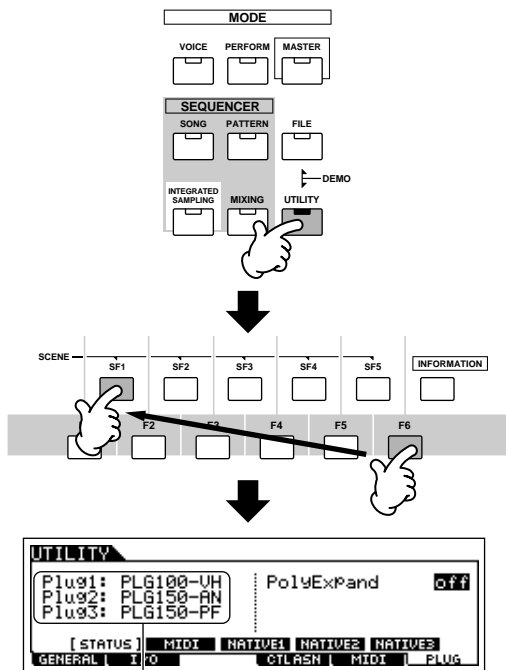 MODE
VOICE PERFORM MASTER
SEQUENCER
SONG PATTERN FILE
DEMO
INTEGRATED
SAMPLING MIXING UTILITY
SCENE
SF1 SF2 SF3 SF4 SF5 INFORMATION
F2 F3 F4 F5 F6
UTILITY
Plug1: PLG100-VH PolyExpand off
Plug2: PLG150-AN
Plug3: PLG150-PF
[ STATUS ] MIDI NATIVE1 NATIVE2 NATIVE3
GENERAL I/O CTLASN MIDI PLUG